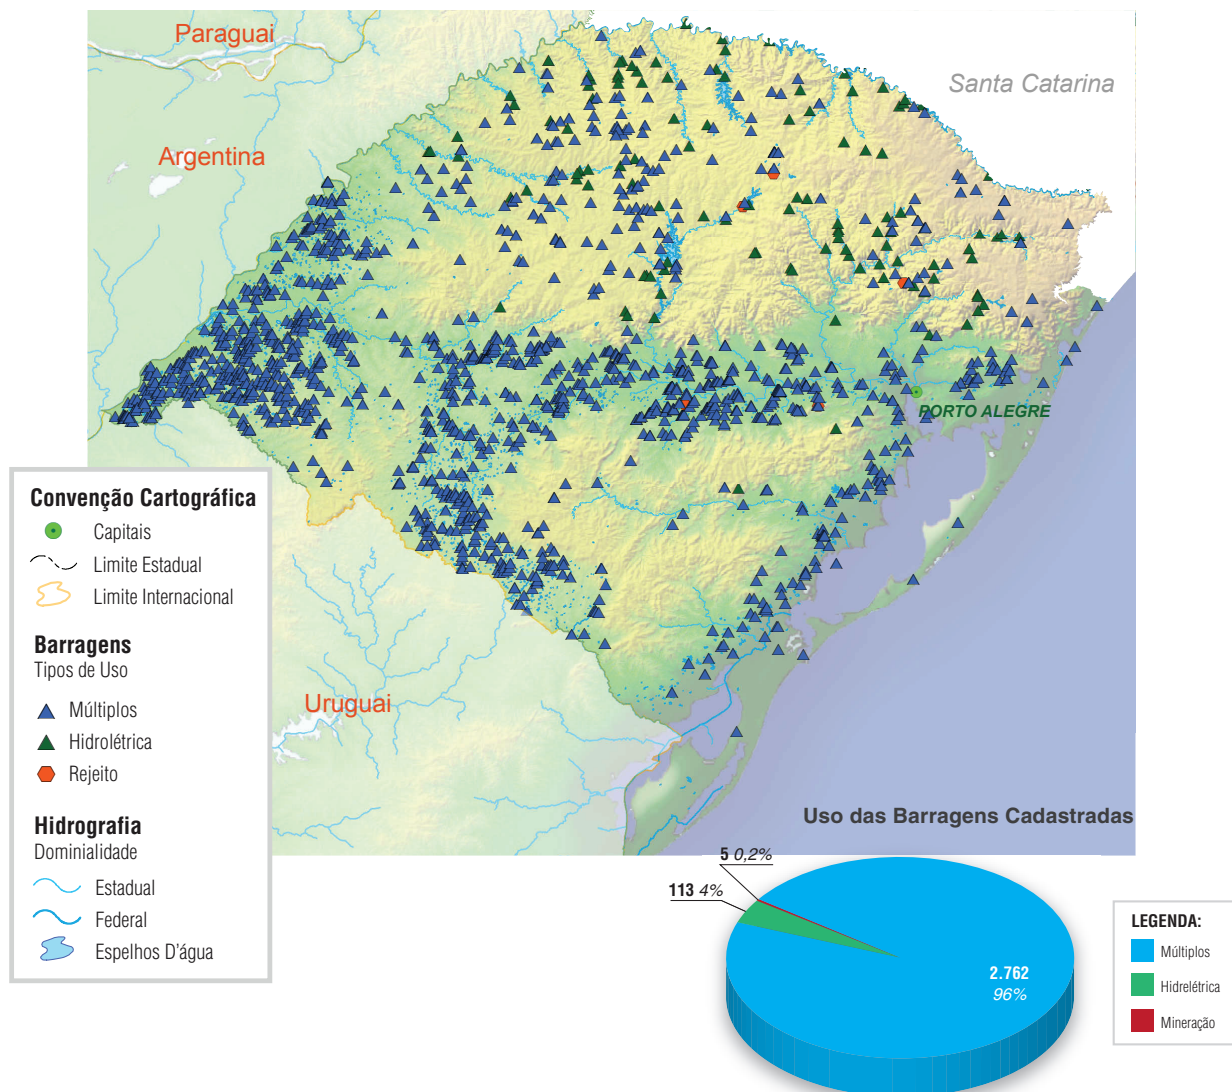 Paraguai
Santa Catarina
Argentina
PORTO ALEGRE
Convenção Cartográfica
Capitais
Limite Estadual
Limite Internacional
Barragens
Tipos de Uso
Múltiplos
Hidrolétrica
Rejeito
Hidrografia
Dominialidade
Estadual
Federal
Espelhos D'água
Uruguai
Uso das Barragens Cadastradas
5 0,2%
113 4%
2.762
96%
LEGENDA:
Múltiplos
Hidrelétrica
Mineração